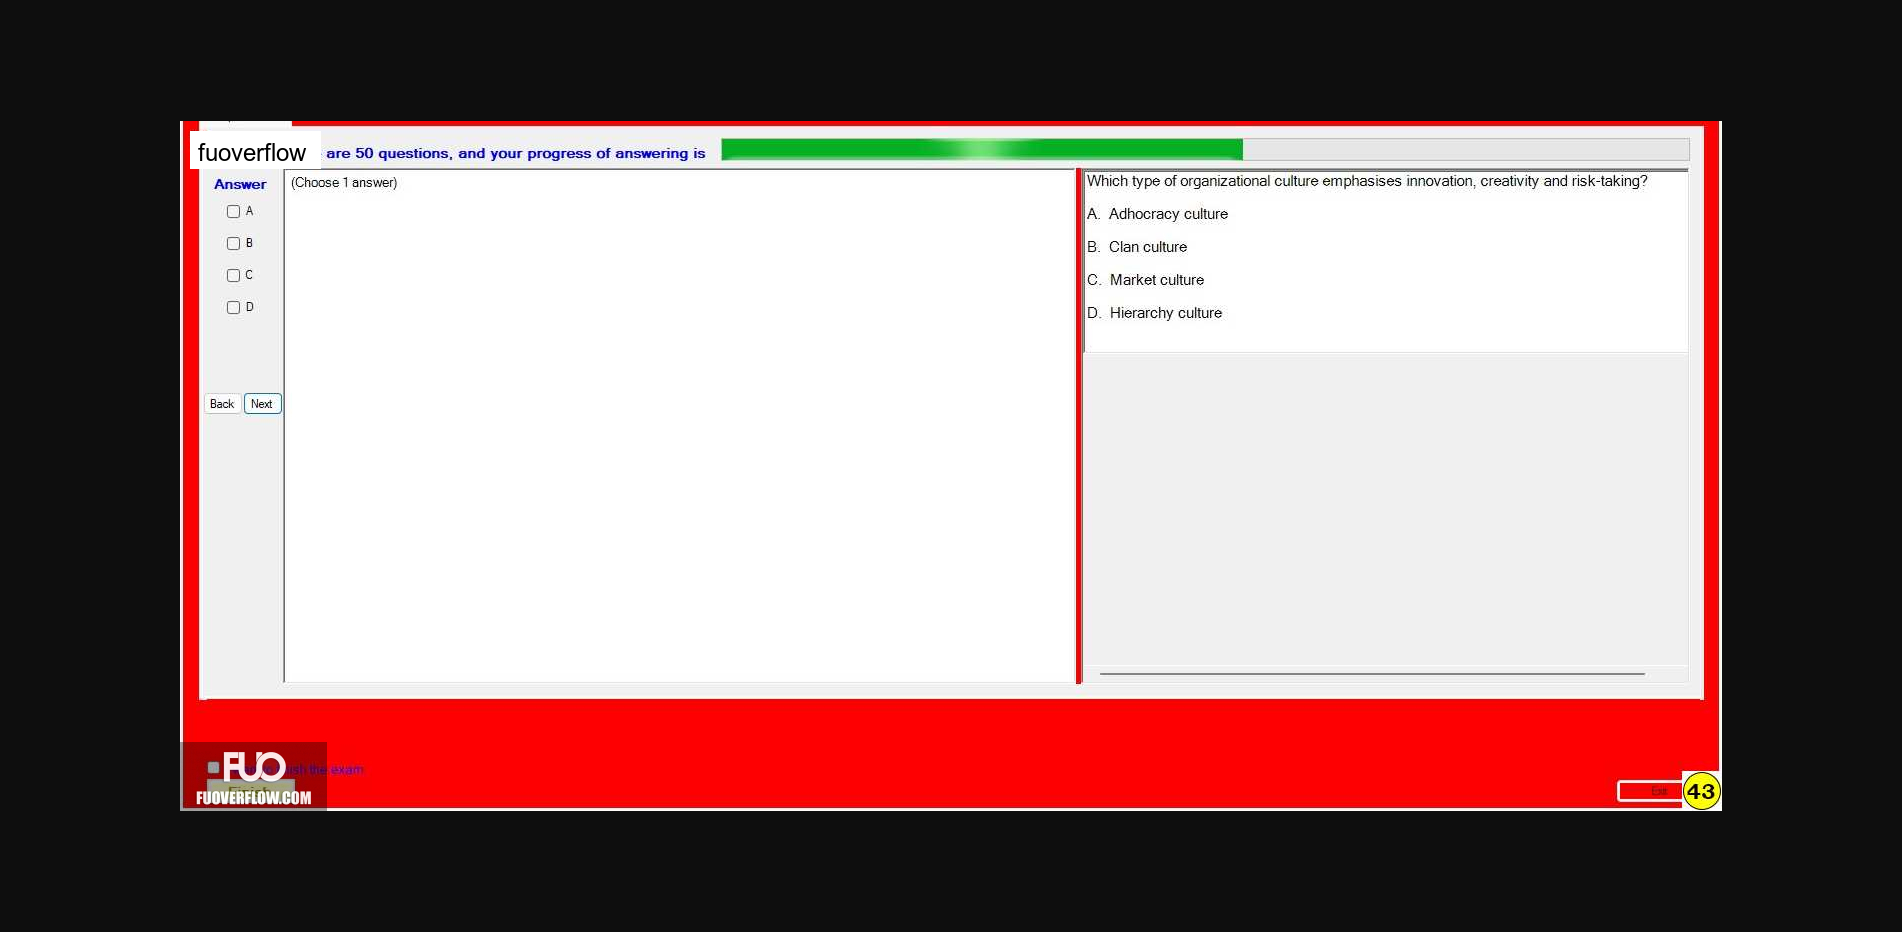 fuoverflow are 50 questions, and your progress of answering is
Answer
A
B
C
D
Back Next
(Choose 1 answer)
Which type of organizational culture emphasises innovation, creativity and risk-taking?
A. Adhocracy culture
B. Clan culture
C. Market culture
D. Hierarchy culture
FUO
the exam
FUOVERFLOW.COM
Exit
43